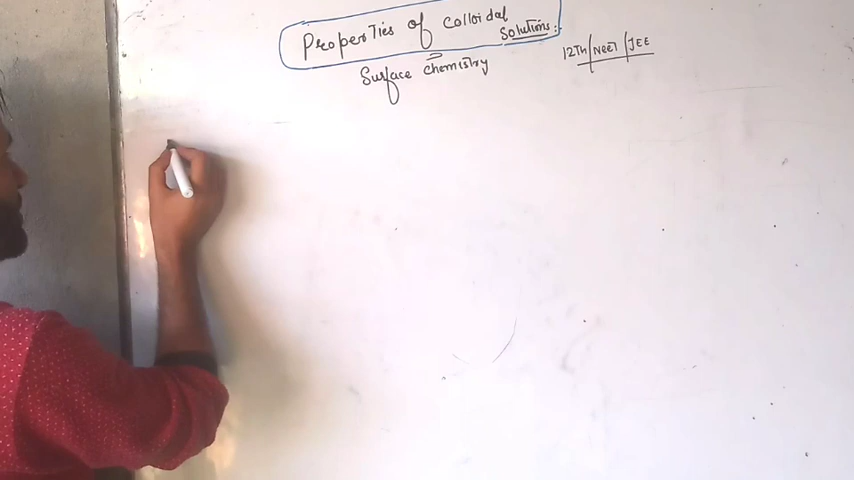 Properties of colloidal
Solutions:
Surface chemistry
12Th/NEET/JEE